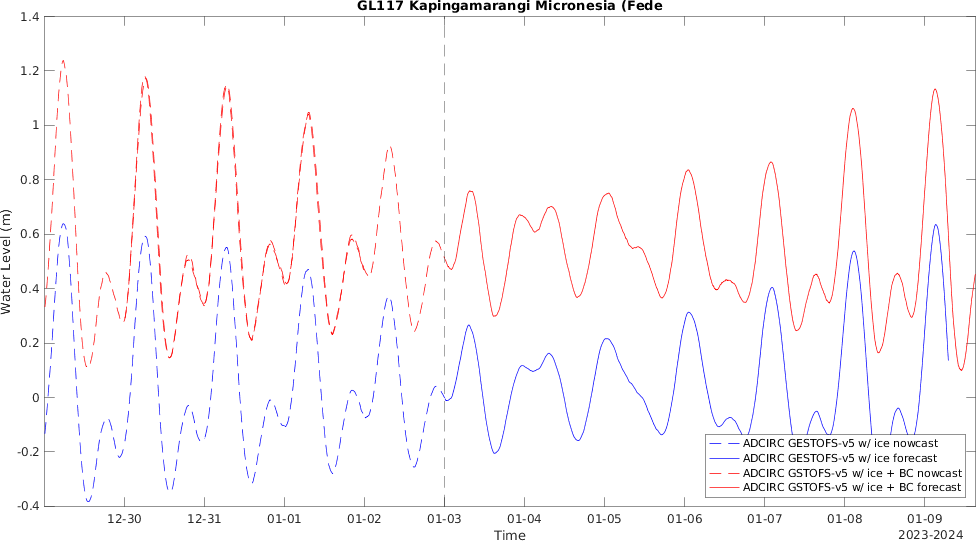 GL117 Kapingamarangi Micronesia (Fede
1.4
1.2
1
0.8
0.6
0.4
0.2
0
-0.2
-0.4
Water Level (m)
12-30 12-31 01-01 01-02 01-03 01-04 01-05 01-06 01-07 01-08 01-09
Time
2023-2024
ADCIRC GESTOFS-v5 w/ ice nowcast
ADCIRC GESTOFS-v5 w/ ice forecast
ADCIRC GSTOFS-v5 w/ ice + BC nowcast
ADCIRC GSTOFS-v5 w/ ice + BC forecast